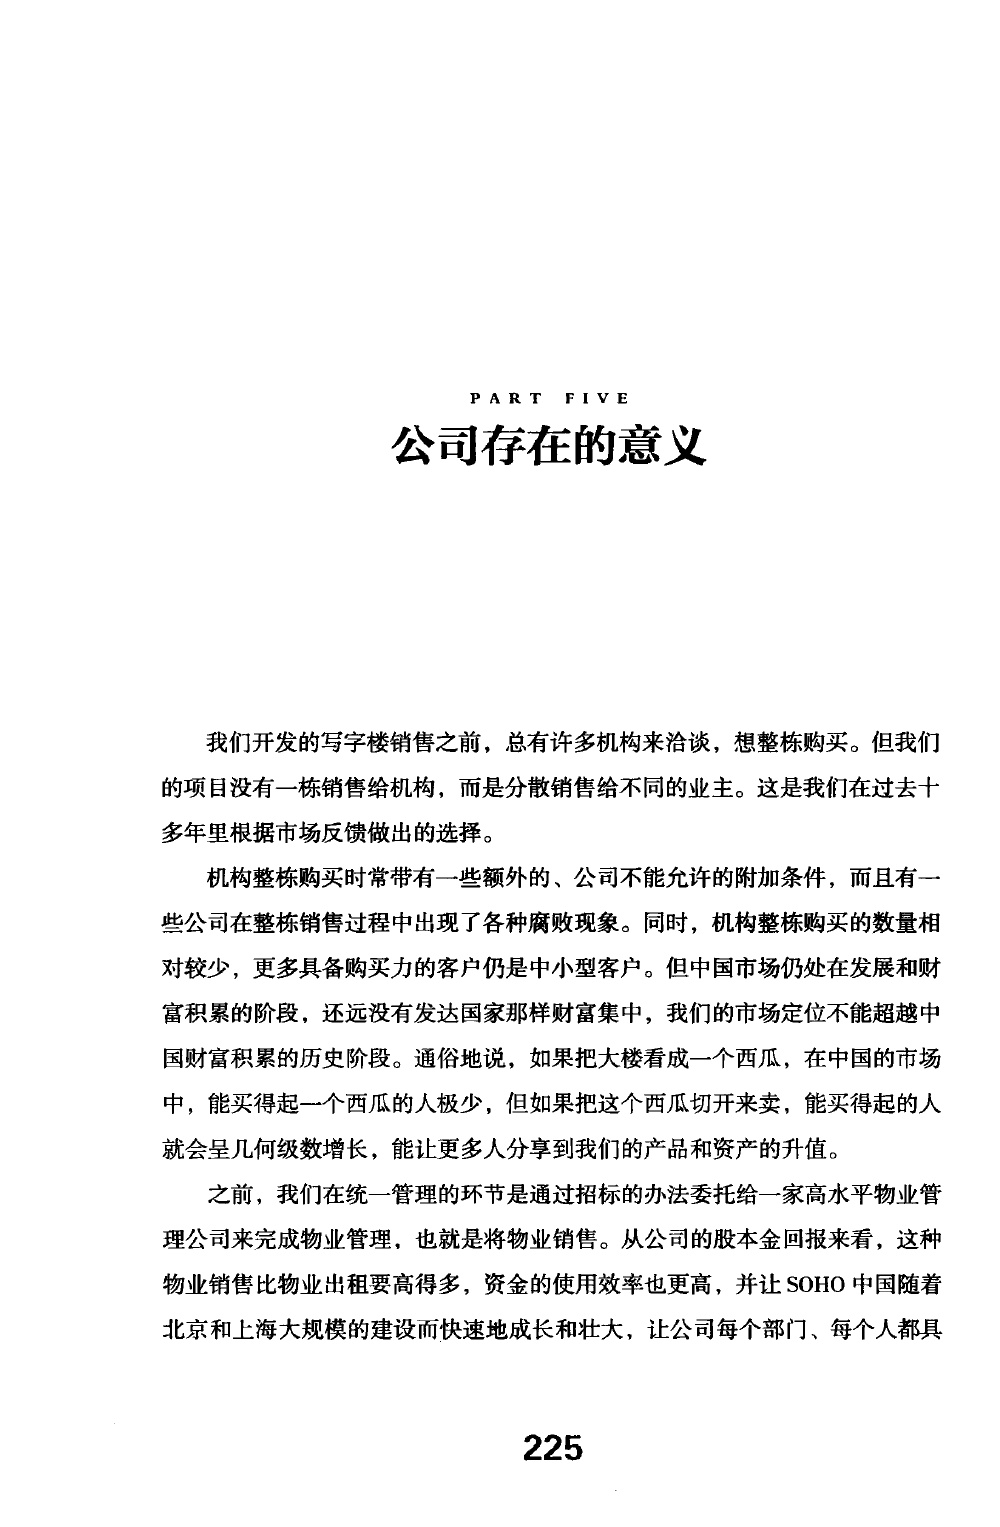 PART FIVE
公司存在的意义
我们开发的写字楼销售之前，总有许多机构来洽谈，想整栋购买。但我们
的项目没有一栋销售给机构，而是分散销售给不同的业主。这是我们在过去十
多年里根据市场反馈做出的选择。
机构整栋购买时常带有一些额外的、公司不能允许的附加条件，而且有一
些公司在整栋销售过程中出现了各种腐败现象。同时，机构整栋购买的数量相
对较少，更多具备购买力的客户仍是中小型客户。但中国市场仍处在发展和财
富积累的阶段，还远没有发达国家那样财富集中，我们的市场定位不能超越中
国财富积累的历史阶段。通俗地说，如果把大楼看成一个西瓜，在中国的市场
中，能买得起一个西瓜的人极少，但如果把这个西瓜切开来卖，能买得起的人
就会呈几何级数增长，能让更多人分享到我们的产品和资产的升值。
之前，我们在统一管理的环节是通过招标的办法委托给一家高水平物业管
理公司来完成物业管理，也就是将物业销售。从公司的股本金回报来看，这种
物业销售比物业出租要高得多，资金的使用效率也更高，并让 SOHO 中国随着
北京和上海大规模的建设而快速地成长和壮大，让公司每个部门、每个人都具
225